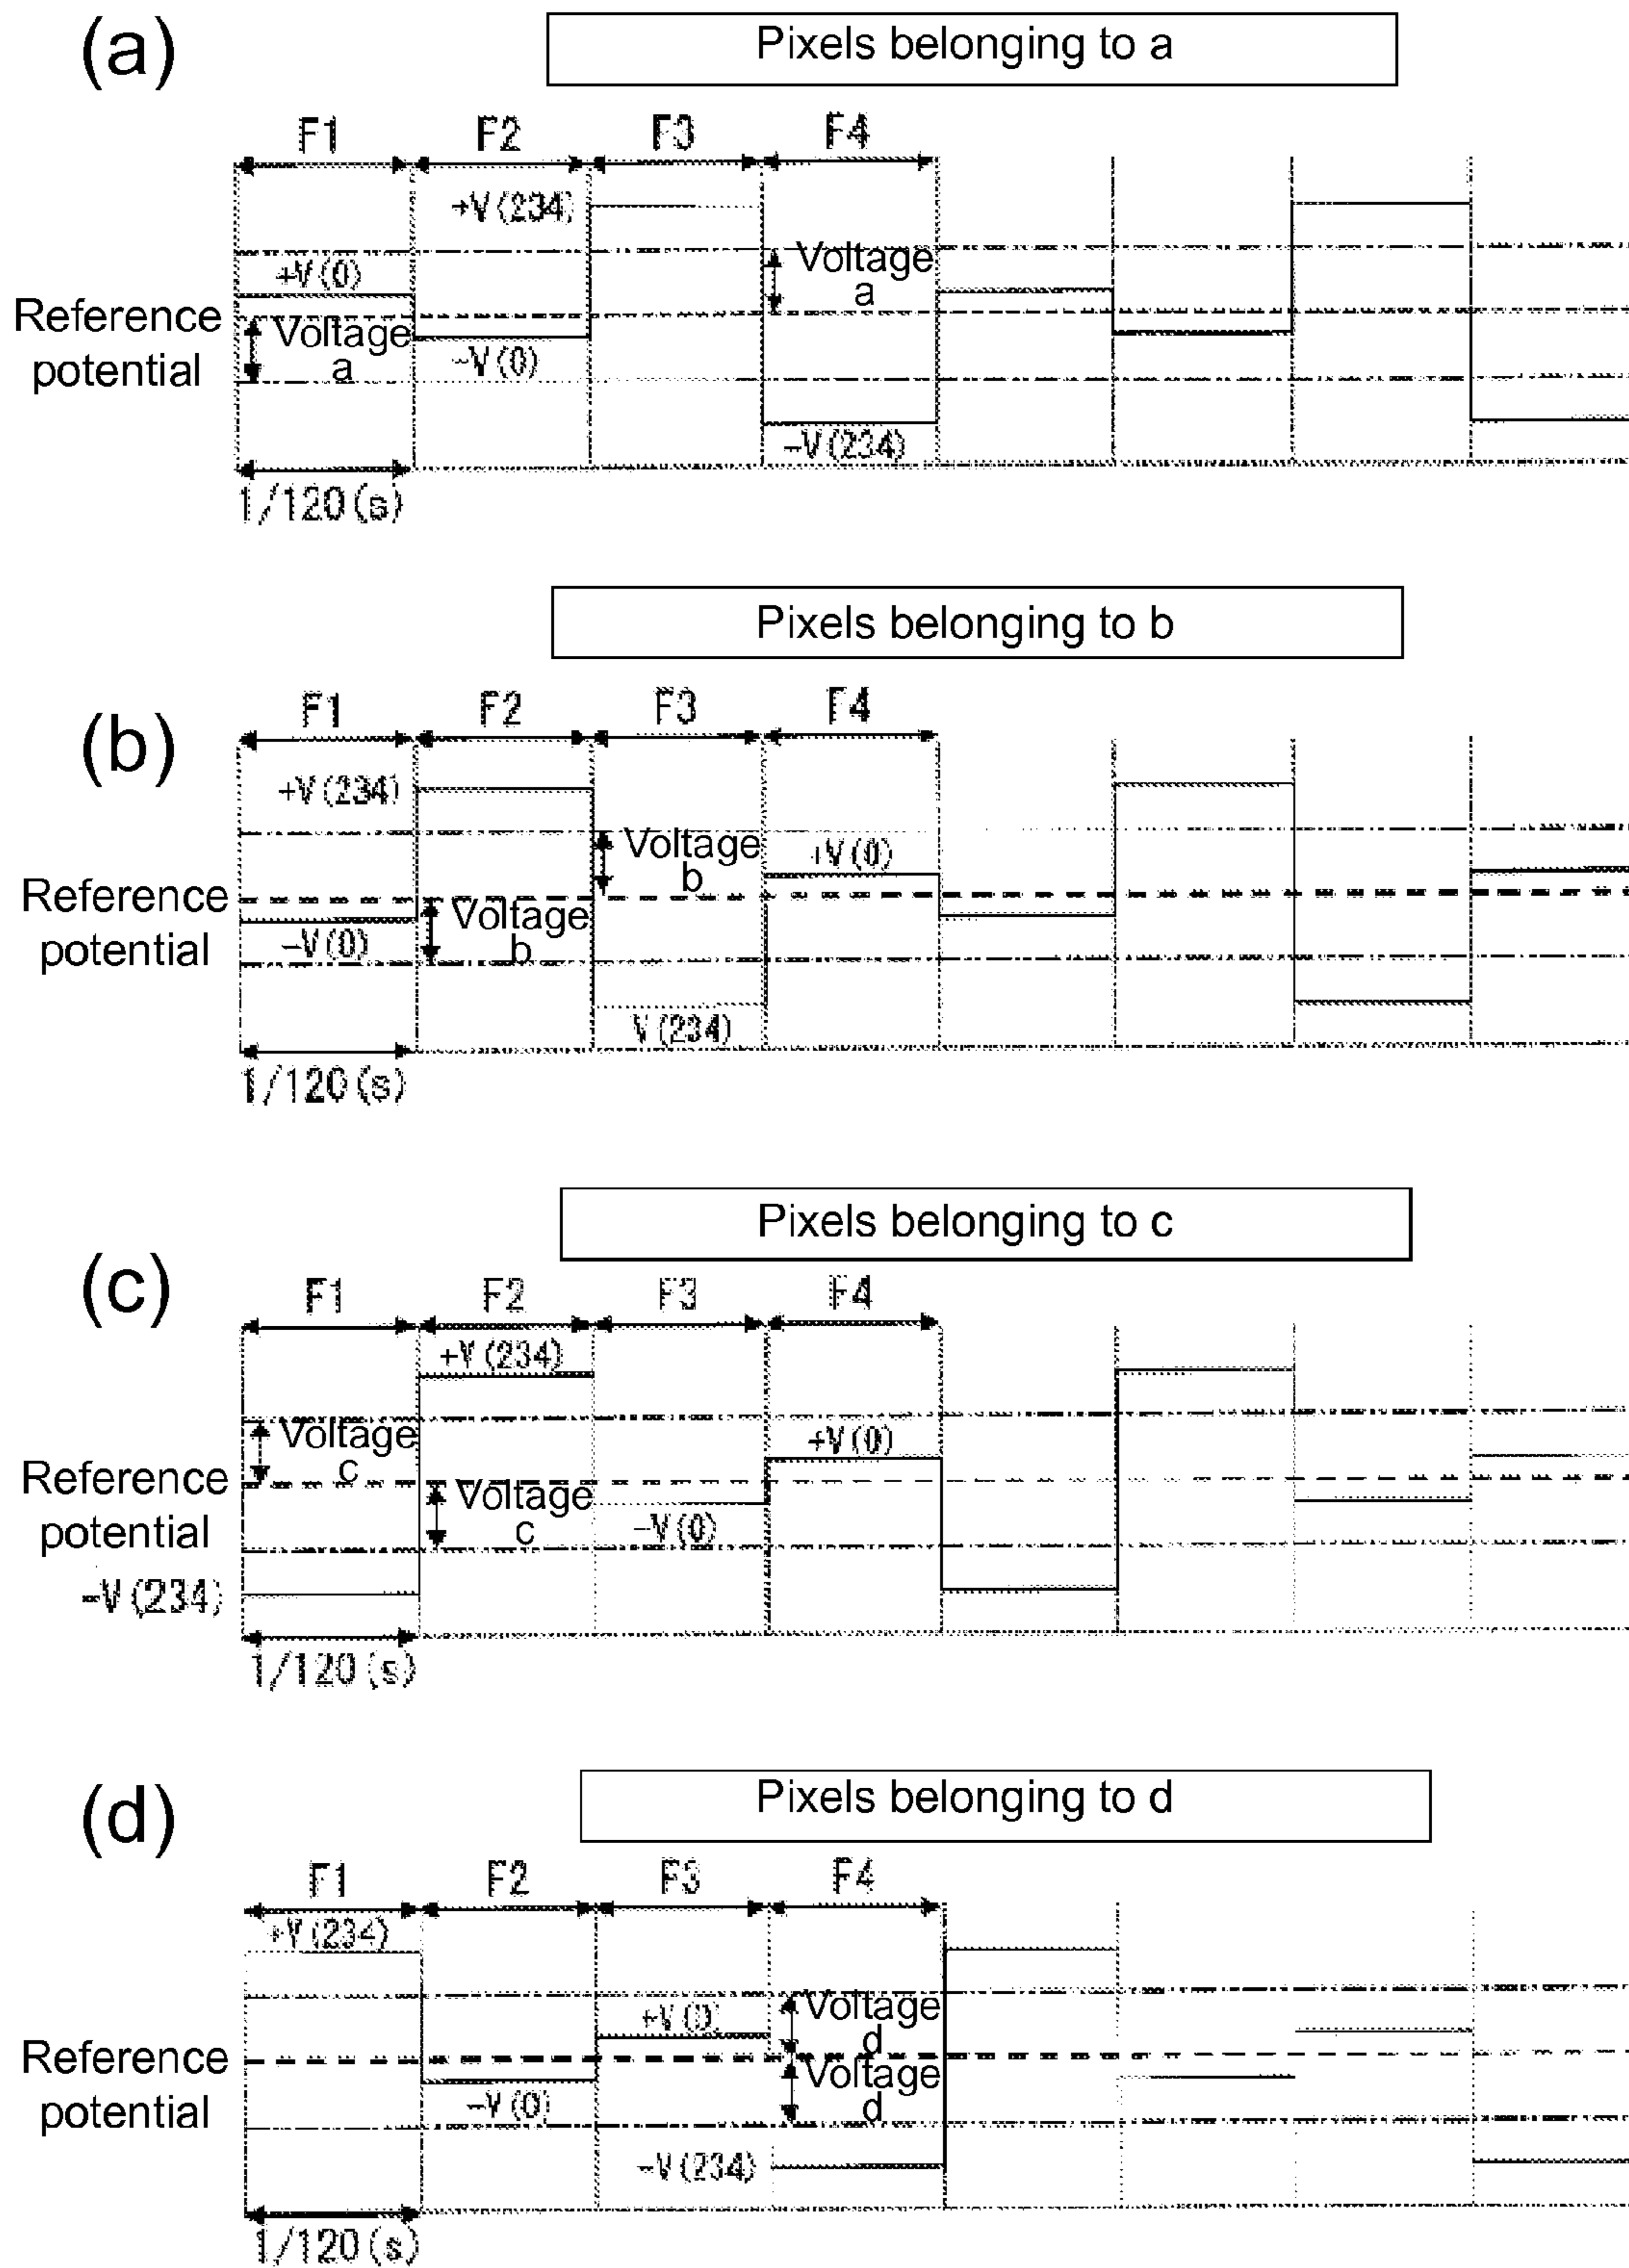 (a)
Pixels belonging to a
F1 F2 F3 F4
+V(234)
+V(0)
Voltage
a
Reference
potential
Voltage
a
-V(0)
-V(234)
1/120(s)
Pixels belonging to b
(b)
F1 F2 F3 F4
+V(234)
Voltage
b
+V(0)
Reference
potential
Voltage
b
-V(0)
V(234)
1/120(s)
Pixels belonging to c
(c)
F1 F2 F3 F4
+V(234)
Voltage
c
+V(0)
Reference
potential
Voltage
c
-V(0)
-V(234)
1/120(s)
Pixels belonging to d
(d)
F1 F2 F3 F4
+V(234)
+V(0)
Voltage
d
Reference
potential
Voltage
d
-V(0)
-V(234)
1/120(s)